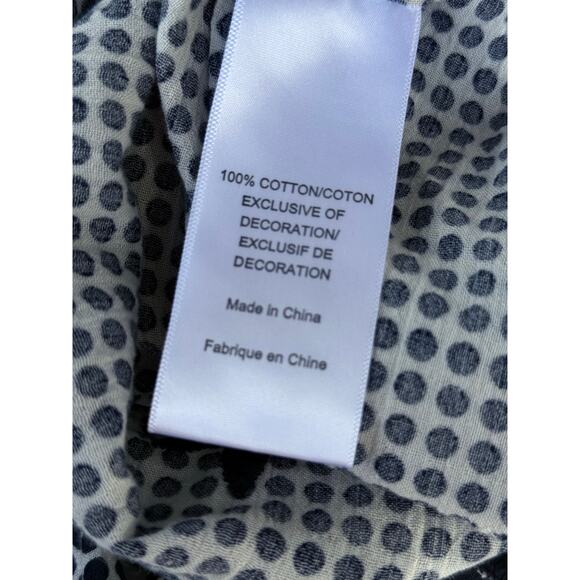 100% COTTON/COTON
EXCLUSIVE OF
DECORATION/
EXCLUSIF DE
DECORATION
Made in China
Fabrique en Chine